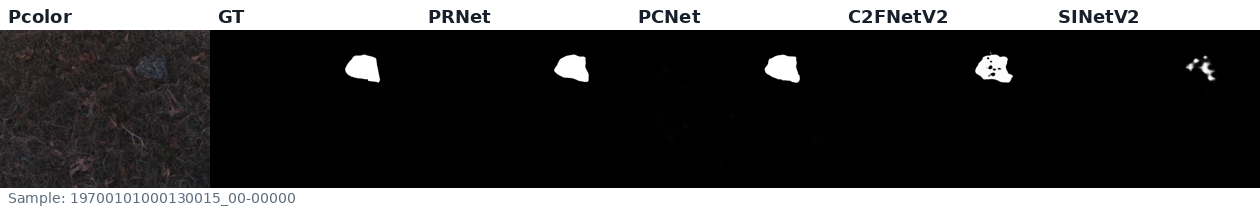 Pcolor GT PRNet PCNet C2FNetV2 SINetV2
Sample: 19700101000130015_00-00000